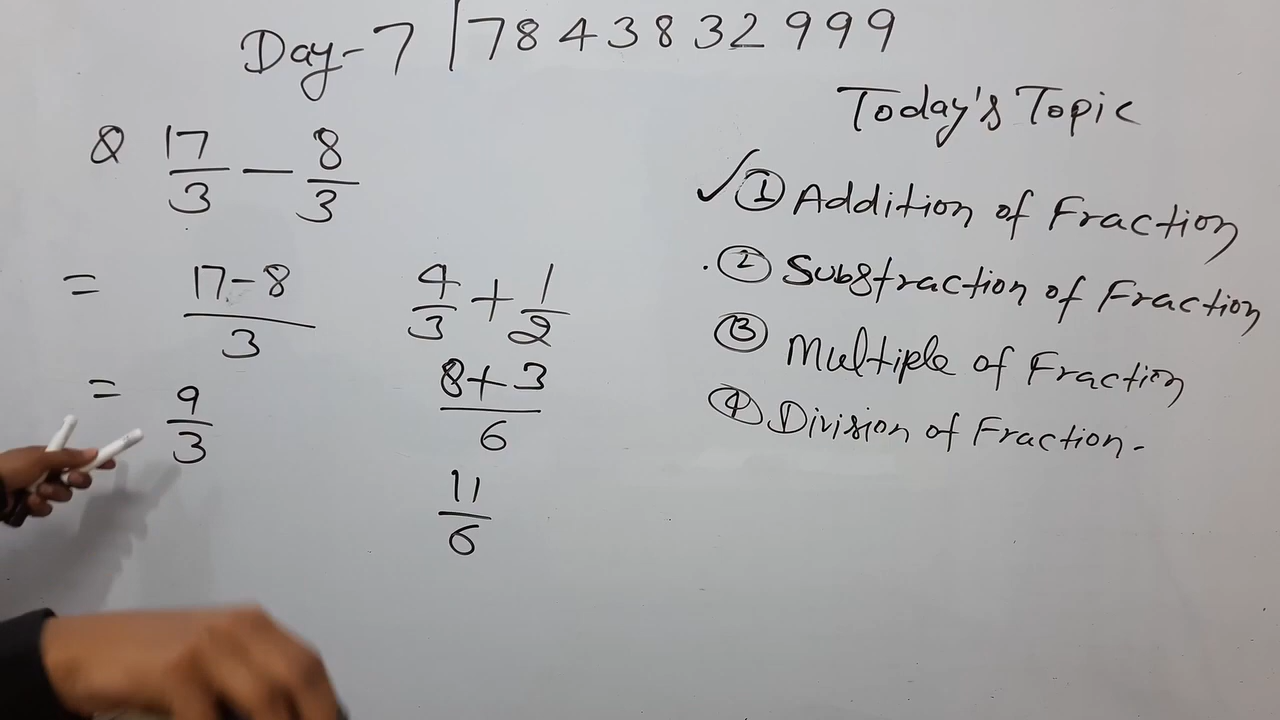 Day-7 | 7843832999
Today's Topic
✓① Addition of Fraction
② Substraction of Fraction
③ Multiple of Fraction
④ Division of Fraction-
Q 17/3 - 8/3
= 17-8/3
= 9/3
4/3 + 1/2
8+3/6
11/6